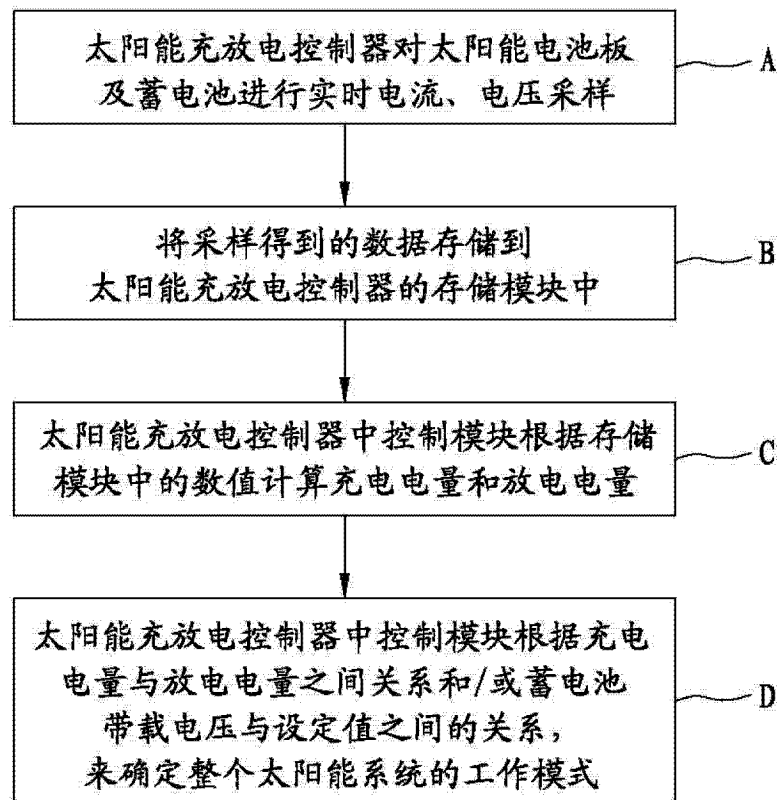 太阳能充放电控制器对太阳能电池板
及蓄电池进行实时电流、电压采样
A
将采样得到的数据存储到
太阳能充放电控制器的存储模块中
B
太阳能充放电控制器中控制模块根据存储
模块中的数值计算充电电量和放电电量
C
太阳能充放电控制器中控制模块根据充电
电量与放电电量之间关系和/或蓄电池
带载电压与设定值之间的关系，
来确定整个太阳能系统的工作模式
D